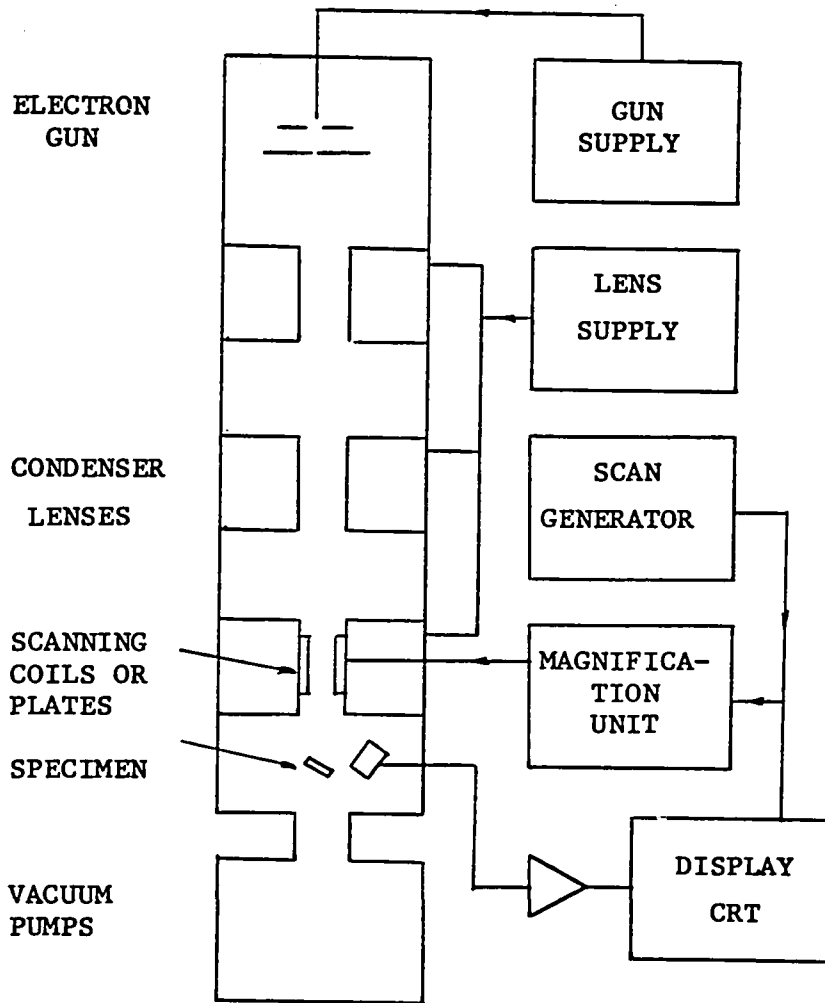 ELECTRON
GUN
GUN
SUPPLY
LENS
SUPPLY
CONDENSER
LENSES
SCAN
GENERATOR
SCANNING
COILS OR
PLATES
MAGNIFICA-
TION
UNIT
SPECIMEN
VACUUM
PUMPS
DISPLAY
CRT